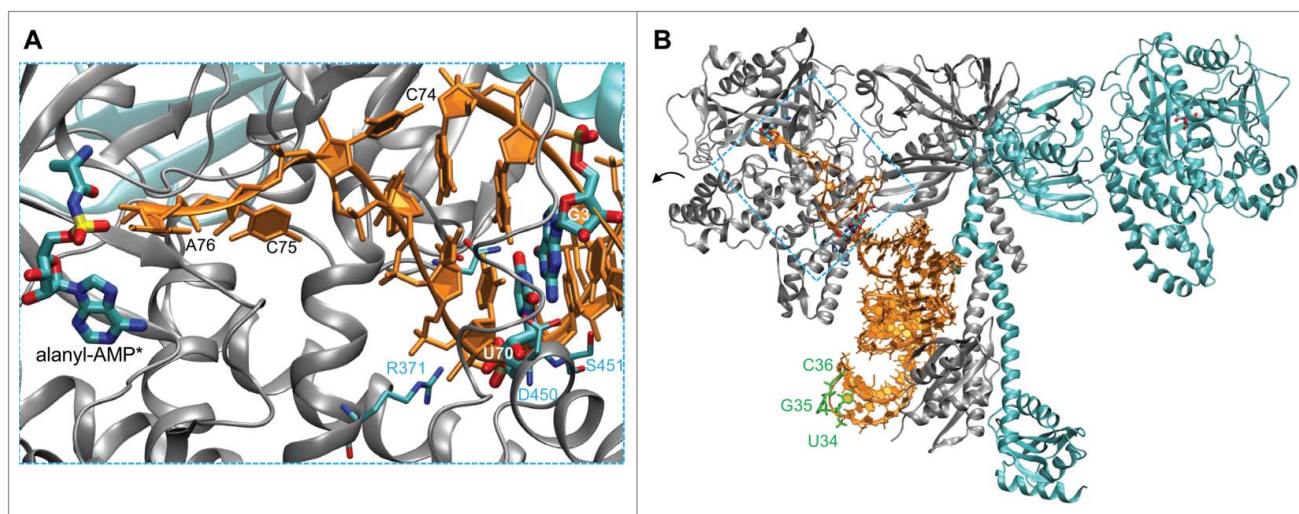 A
C74
G3
A76
C75
alanyl-AMP*
R371
U70
S451
D450
B
C36
G35
U34